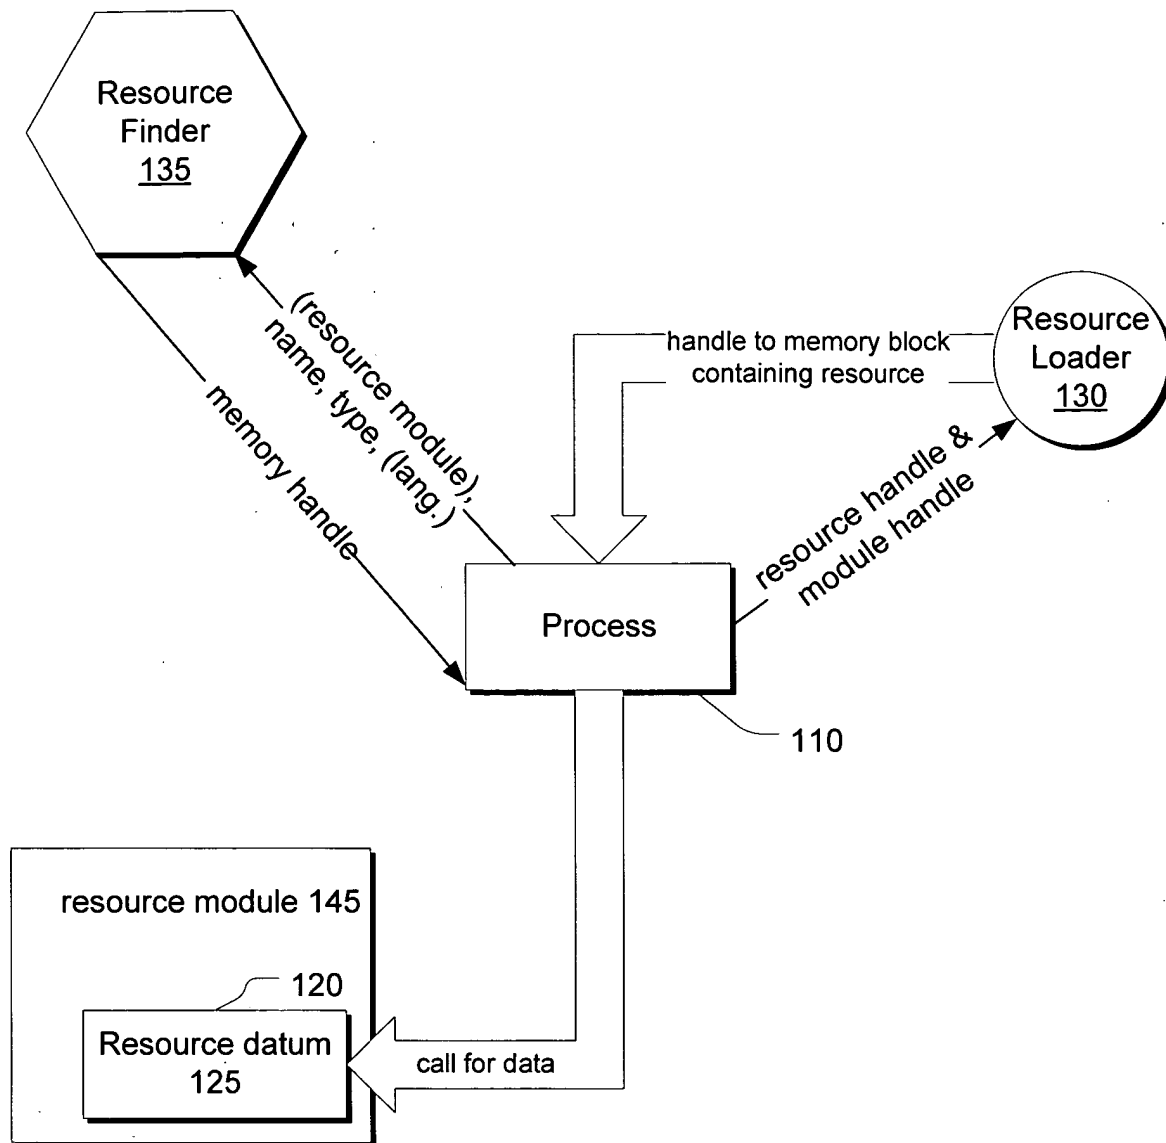 Resource
Finder
135
(resource module),
name, type, (lang.)
memory handle
handle to memory block
containing resource
Resource
Loader
130
resource handle &
module handle
Process
110
resource module 145
120
Resource datum
125
call for data